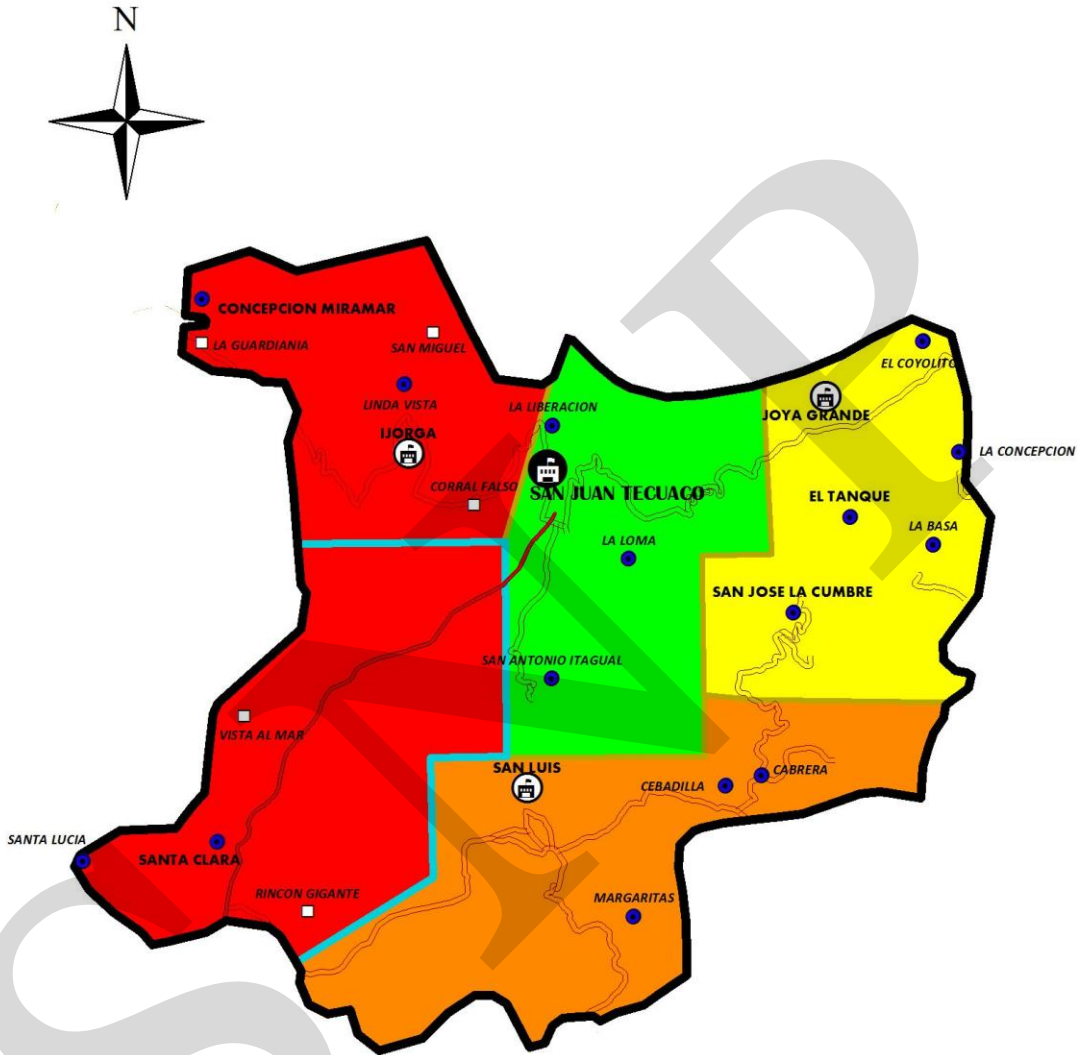 N
CONCEPCION MIRAMAR
LA GUARDIANIA
SAN MIGUEL
LINDA VISTA
IJORGA
CORRAL FALSO
LA LIBERACION
SAN JUAN TECUACO
LA LOMA
SAN ANTONIO ITAGUAL
EL COYOLITO
JOYA GRANDE
LA CONCEPCION
EL TANQUE
LA BASA
SAN JOSE LA CUMBRE
VISTA AL MAR
SAN LUIS
CEBADILLA
CABRERA
SANTA LUCIA
SANTA CLARA
RINCON GIGANTE
MARGARITAS